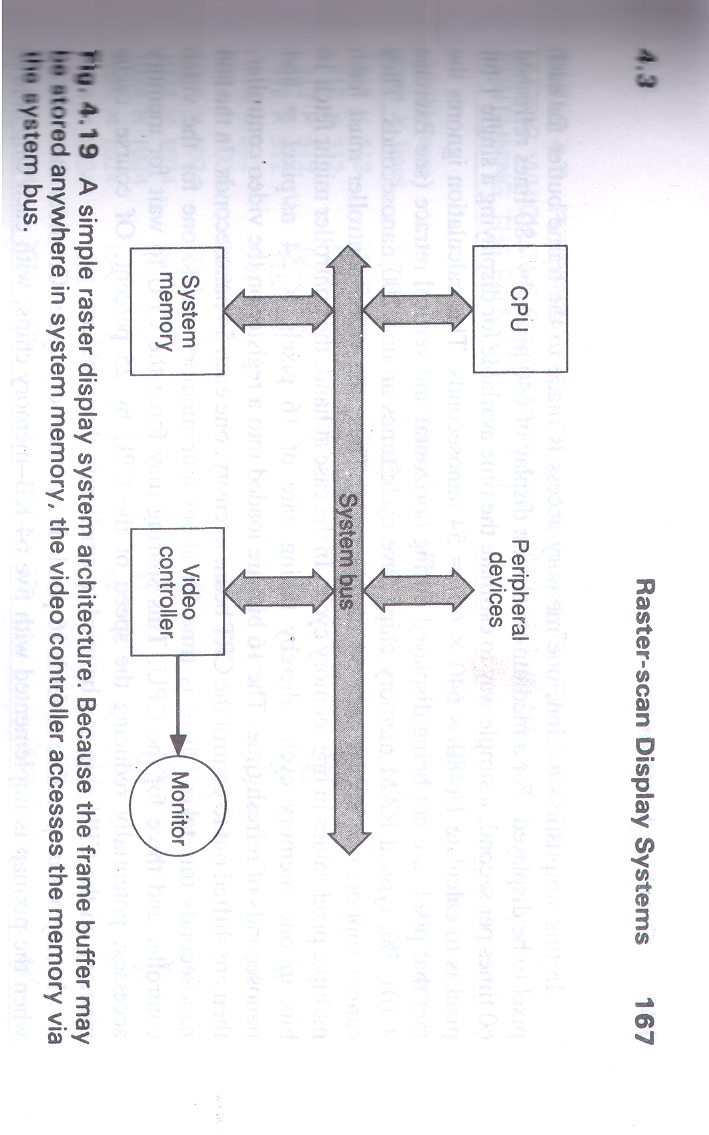 4.3 Raster-scan Display Systems 167
CPU
Peripheral
devices
System bus
System
memory
Video
controller
Monitor
Fig. 4.19 A simple raster display system architecture. Because the frame buffer may
be stored anywhere in system memory, the video controller accesses the memory via
the system bus.